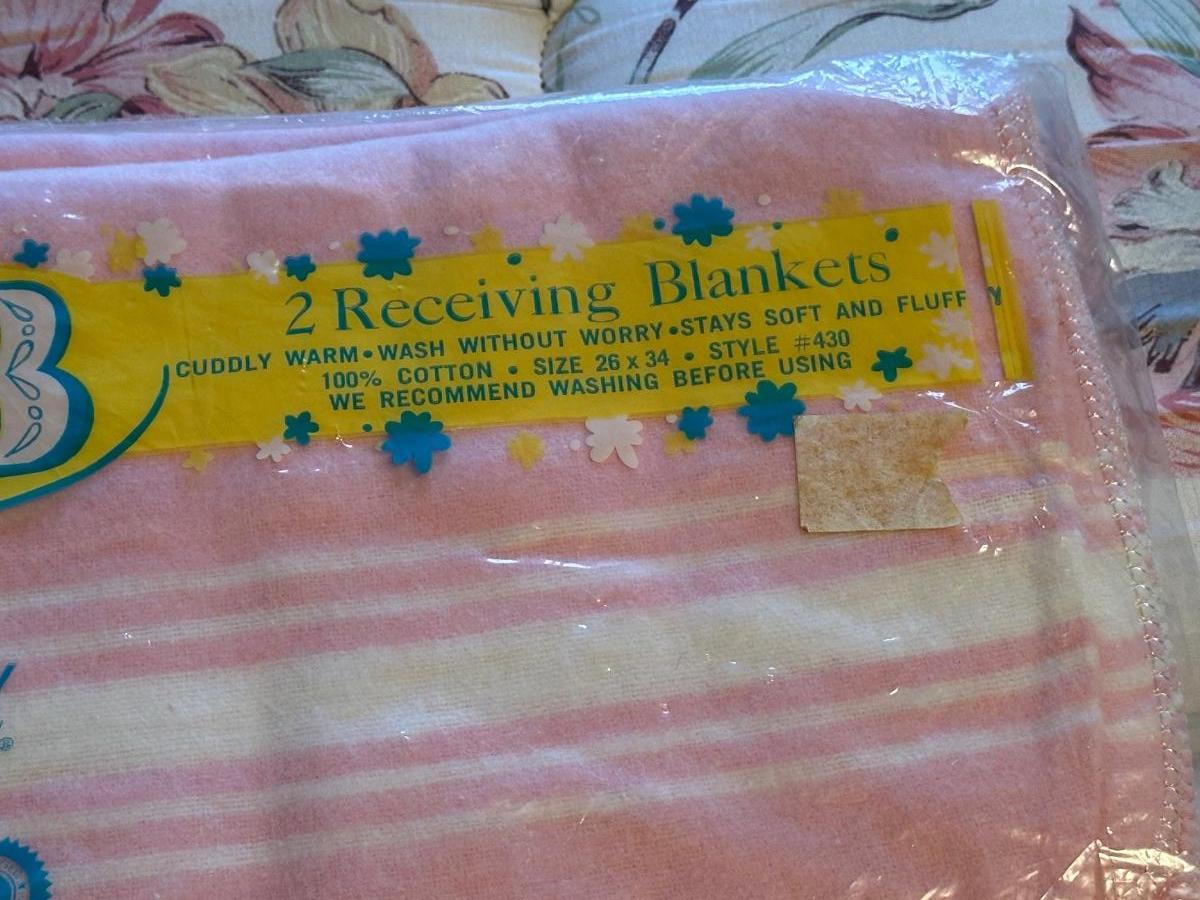 2 Receiving Blankets
CUDDLY WARM • WASH WITHOUT WORRY • STAYS SOFT AND FLUFFY
100% COTTON • SIZE 26 x 34 • STYLE #430
WE RECOMMEND WASHING BEFORE USING
®